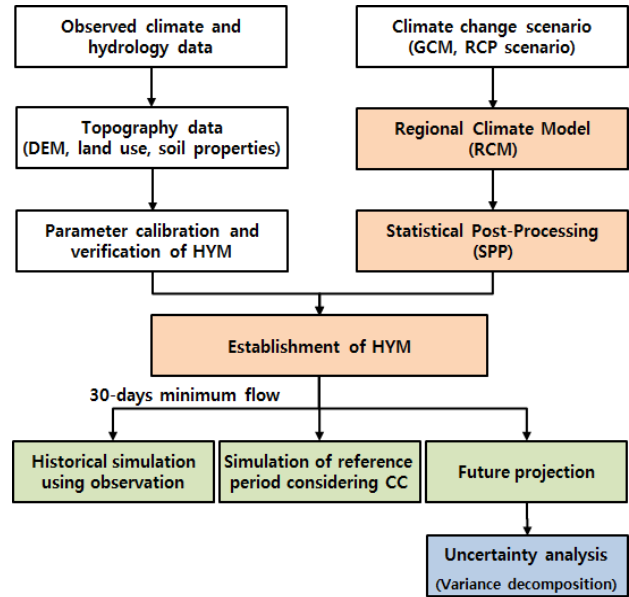 Observed climate and
hydrology data
Climate change scenario
(GCM, RCP scenario)
Topography data
(DEM, land use, soil properties)
Regional Climate Model
(RCM)
Parameter calibration and
verification of HYM
Statistical Post-Processing
(SPP)
Establishment of HYM
30-days minimum flow
Historical simulation
using observation
Simulation of reference
period considering CC
Future projection
Uncertainty analysis
(Variance decomposition)